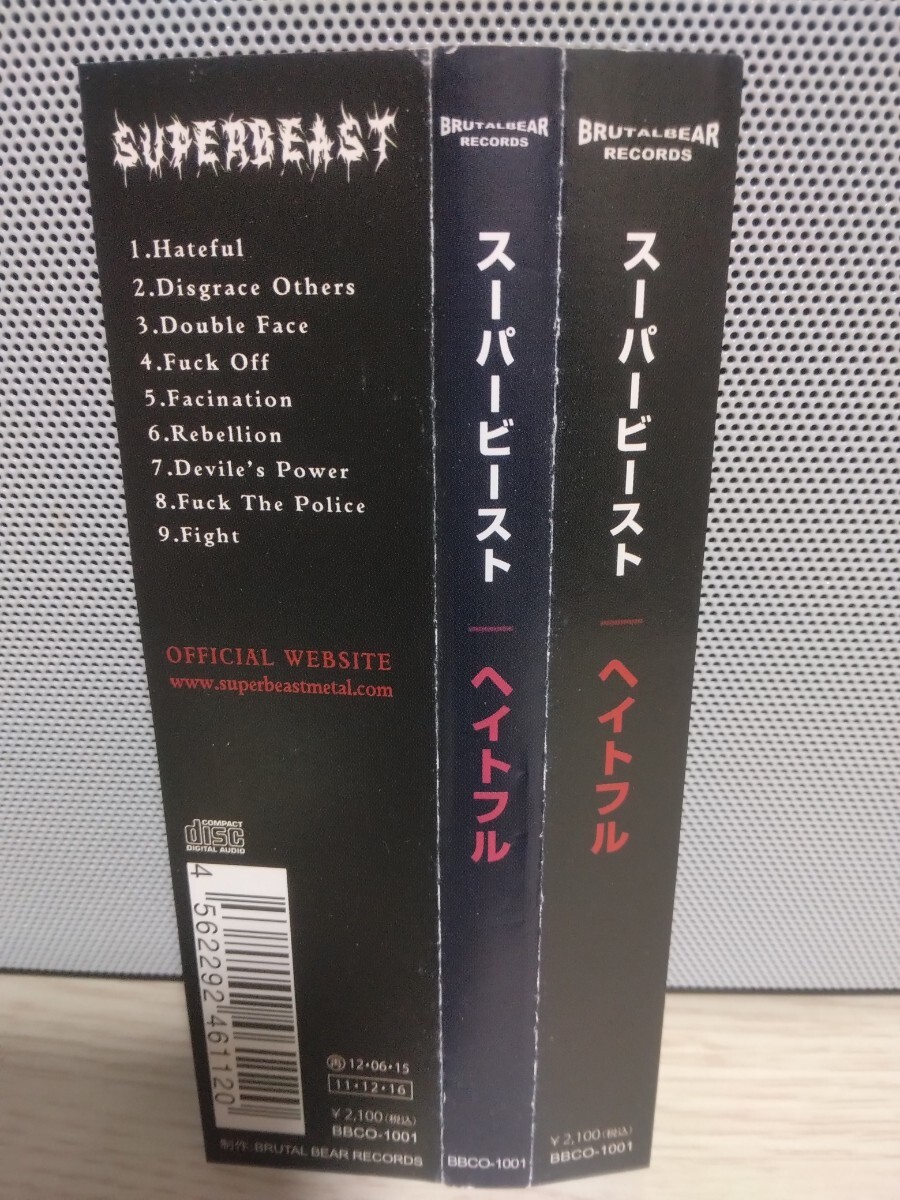 SUPERBEAST
1.Hateful
2.Disgrace Others
3.Double Face
4.Fuck Off
5.Facination
6.Rebellion
7.Devile's Power
8.Fuck The Police
9.Fight
OFFICIAL WEBSITE
www.superbeastmetal.com
COMPACT
disc
DIGITAL AUDIO
4 562292 461120
再 12・06・15
11・12・16
￥2,100(税込)
BBCO-1001
制作:BRUTAL BEAR RECORDS
BRUTALBEAR
RECORDS
スーパービースト
ヘイトフル
BBCO-1001
BRUTALBEAR
RECORDS
スーパービースト
ヘイトフル
￥2,100(税込)
BBCO-1001